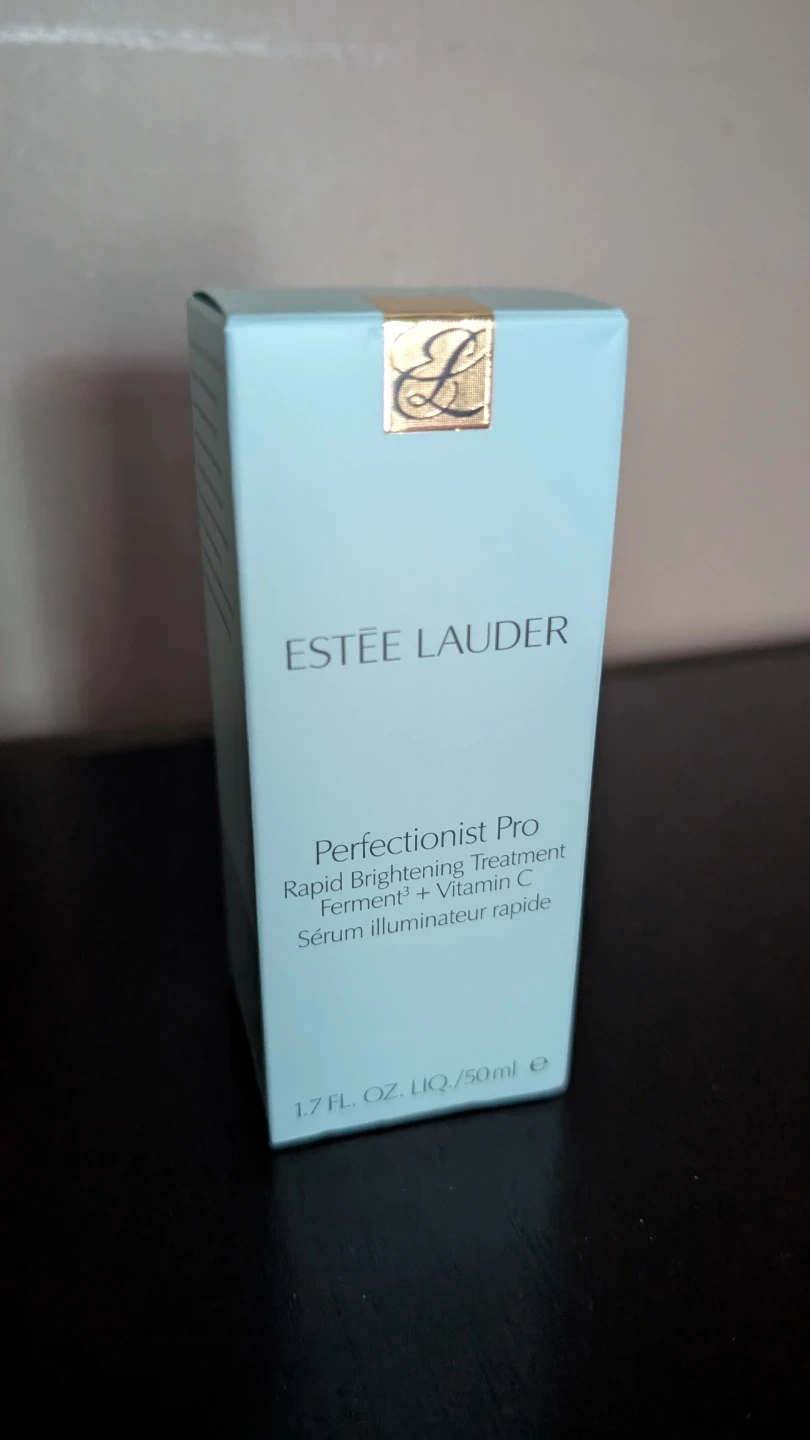 EL
ESTĒE LAUDER
Perfectionist Pro
Rapid Brightening Treatment
Ferment³ + Vitamin C
Sérum illuminateur rapide
1.7 FL. OZ. LIQ./50 ml ℮